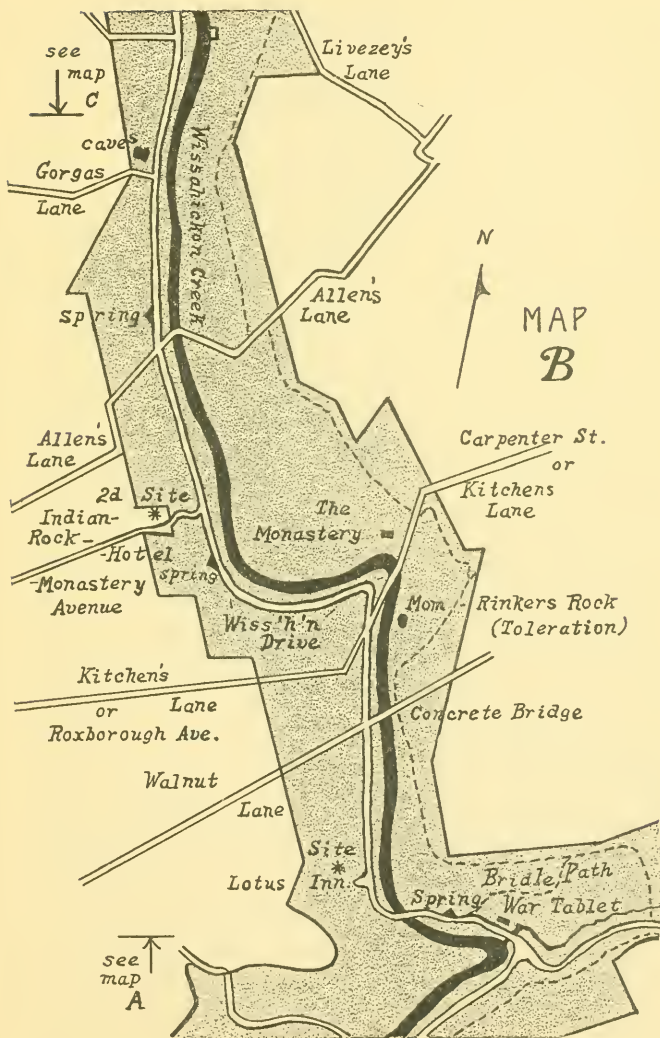 see
map
C
Livezey's
Lane
caves
Gorgas
Lane
Wissahickon Creek
N
MAP
B
Allen's
Lane
spring
Allen's
Lane
Carpenter St.
or
Kitchens
Lane
2d Site
Indian-
Rock-
-Hotel
spring
-Monastery
Avenue
The
Monastery
Wiss'h'n
Drive
Mom
Rinkers Rock
(Toleration)
Kitchen's
Lane
or
Roxborough Ave.
Concrete Bridge
Walnut
Lane
Site
Lotus
Inn.
Bridle, Path
Spring
War Tablet
see
map
A